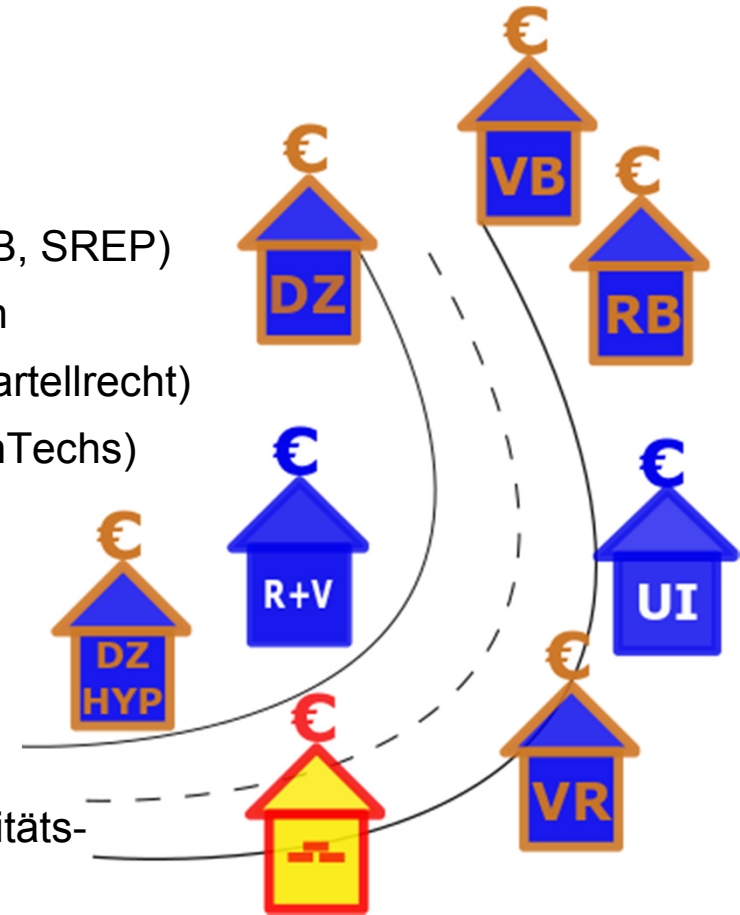 €
€
VB
€
B, SREP)
DZ
RB
n
artellrecht)
nTechs)
€
€
R+V
UI
€
DZ
HYP
€
€
VR
itäts-